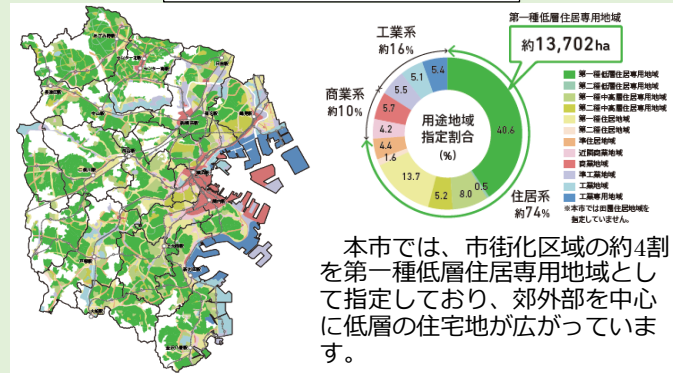 第一種低層住居専用地域
約13,702ha
工業系
約16%
商業系
約10%
住居系
約74%
用途地域
指定割合
(%)
40.6
0.5
8.0
5.2
13.7
1.6
4.4
4.2
5.7
5.5
5.1
5.4
第一種低層住居専用地域
第二種低層住居専用地域
第一種中高層住居専用地域
第二種中高層住居専用地域
第一種住居地域
第二種住居地域
準住居地域
近隣商業地域
商業地域
準工業地域
工業地域
工業専用地域
※本市では田園住居地域を
指定していません。
本市では、市街化区域の約4割
を第一種低層住居専用地域とし
て指定しており、郊外部を中心
に低層の住宅地が広がっていま
す。